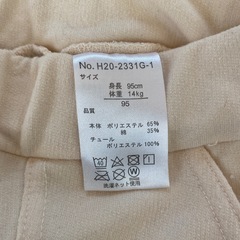 No. H20-2331G-1
サイズ
身長 95cm
体重 14kg
95
品質
本体 ポリエステル 65%
綿 35%
チュール ポリエステル 100%
洗濯ネット使用